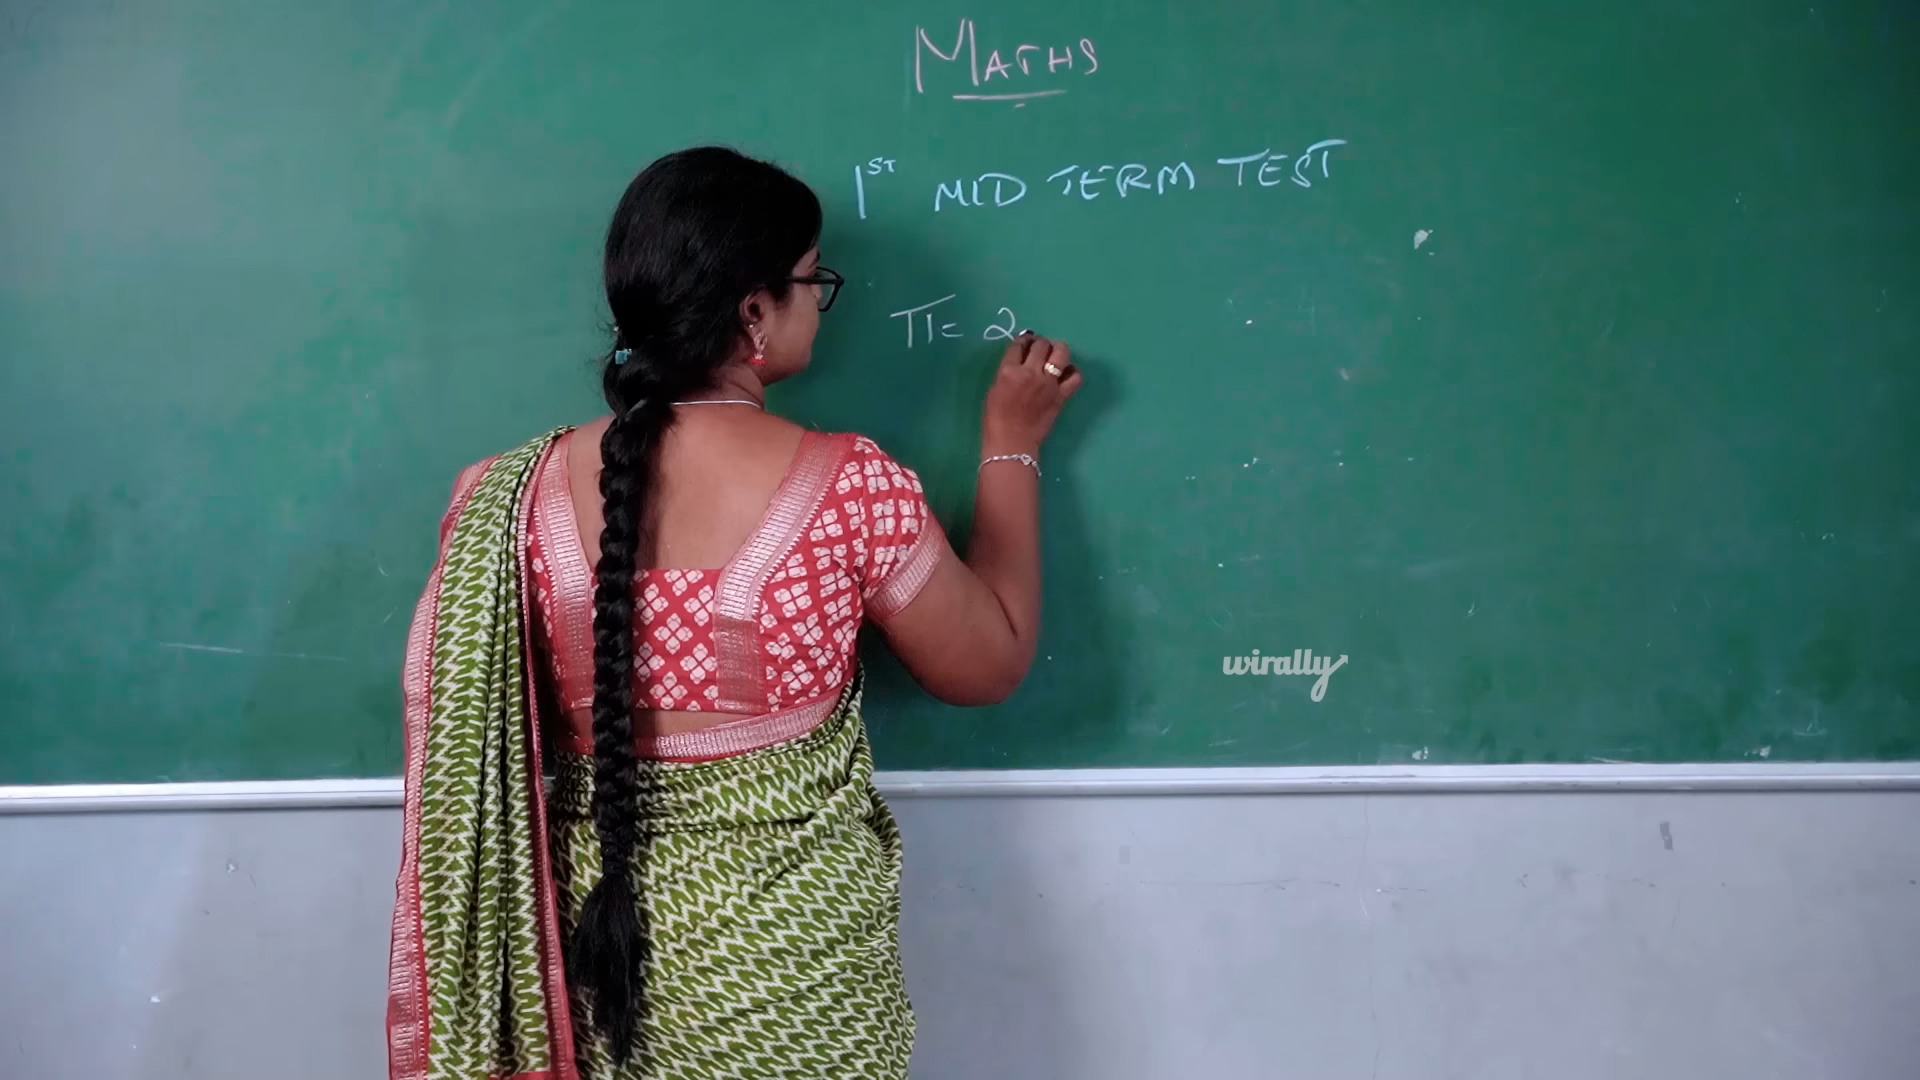 MATHS
1ST MID TERM TEST
π= 2
wirally